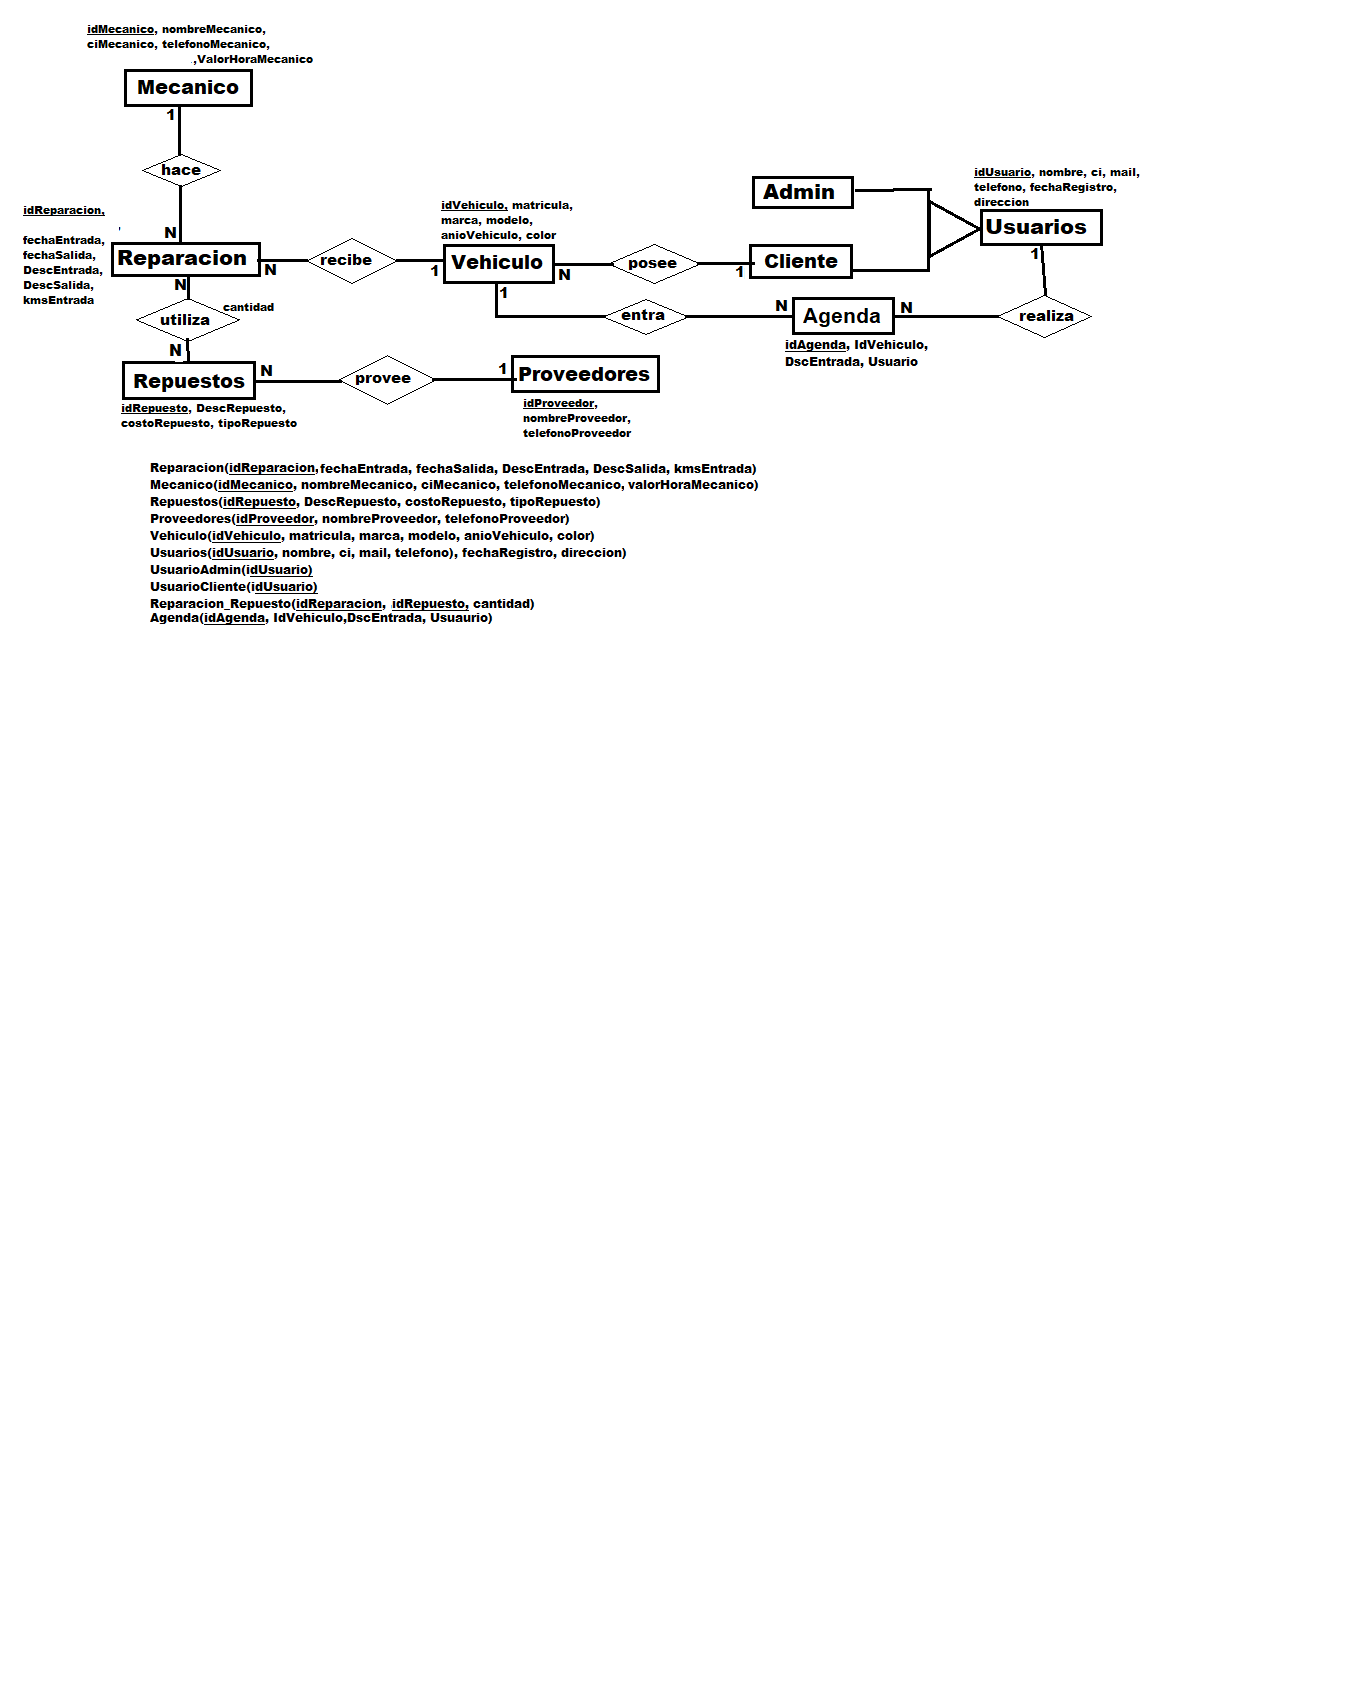 idMecanico, nombreMecanico,
ciMecanico, telefonoMecanico,
,ValorHoraMecanico
Mecanico
1
hace
N
idReparacion,
fechaEntrada,
fechaSalida,
DescEntrada,
DescSalida,
kmsEntrada
Reparacion
N
recibe
1
idVehiculo, matricula,
marca, modelo,
anioVehiculo, color
Vehiculo
N
posee
1
Admin
Cliente
idUsuario, nombre, ci, mail,
telefono, fechaRegistro,
direccion
Usuarios
1
realiza
N
Agenda
N
entra
1
idAgenda, IdVehiculo,
DscEntrada, Usuario
N
utiliza
cantidad
N
Repuestos
N
idRepuesto, DescRepuesto,
costoRepuesto, tipoRepuesto
provee
1
Proveedores
idProveedor,
nombreProveedor,
telefonoProveedor
Reparacion(idReparacion,fechaEntrada, fechaSalida, DescEntrada, DescSalida, kmsEntrada)
Mecanico(idMecanico, nombreMecanico, ciMecanico, telefonoMecanico, valorHoraMecanico)
Repuestos(idRepuesto, DescRepuesto, costoRepuesto, tipoRepuesto)
Proveedores(idProveedor, nombreProveedor, telefonoProveedor)
Vehiculo(idVehiculo, matricula, marca, modelo, anioVehiculo, color)
Usuarios(idUsuario, nombre, ci, mail, telefono), fechaRegistro, direccion)
UsuarioAdmin(idUsuario)
UsuarioCliente(idUsuario)
Reparacion_Repuesto(idReparacion, idRepuesto, cantidad)
Agenda(idAgenda, IdVehiculo,DscEntrada, Usuaurio)